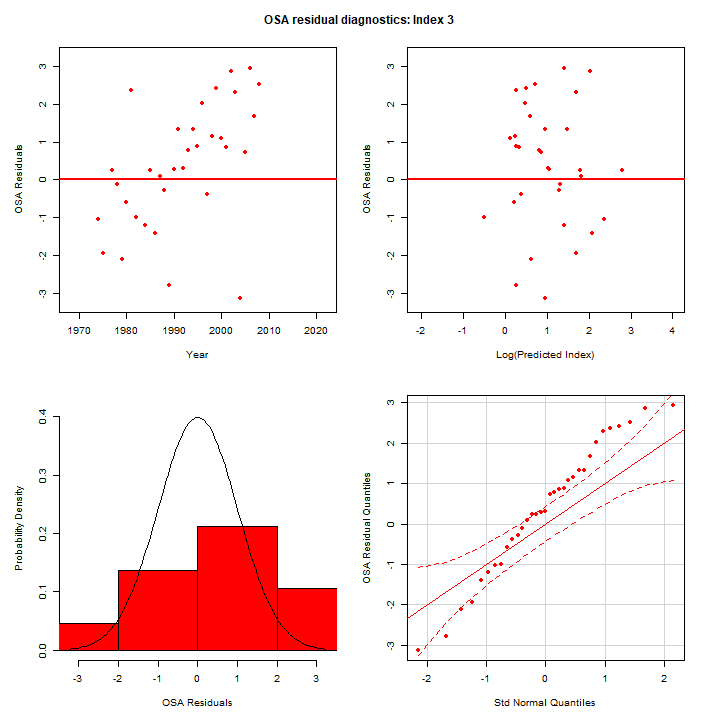 OSA residual diagnostics: Index 3
OSA Residuals
3
2
1
0
-1
-2
-3
1970 1980 1990 2000 2010 2020
Year
OSA Residuals
3
2
1
0
-1
-2
-3
-2 -1 0 1 2 3 4
Log(Predicted Index)
Probability Density
0.4
0.3
0.2
0.1
0.0
-3 -2 -1 0 1 2 3
OSA Residuals
OSA Residual Quantiles
3
2
1
0
-1
-2
-3
-2 -1 0 1 2
Std Normal Quantiles